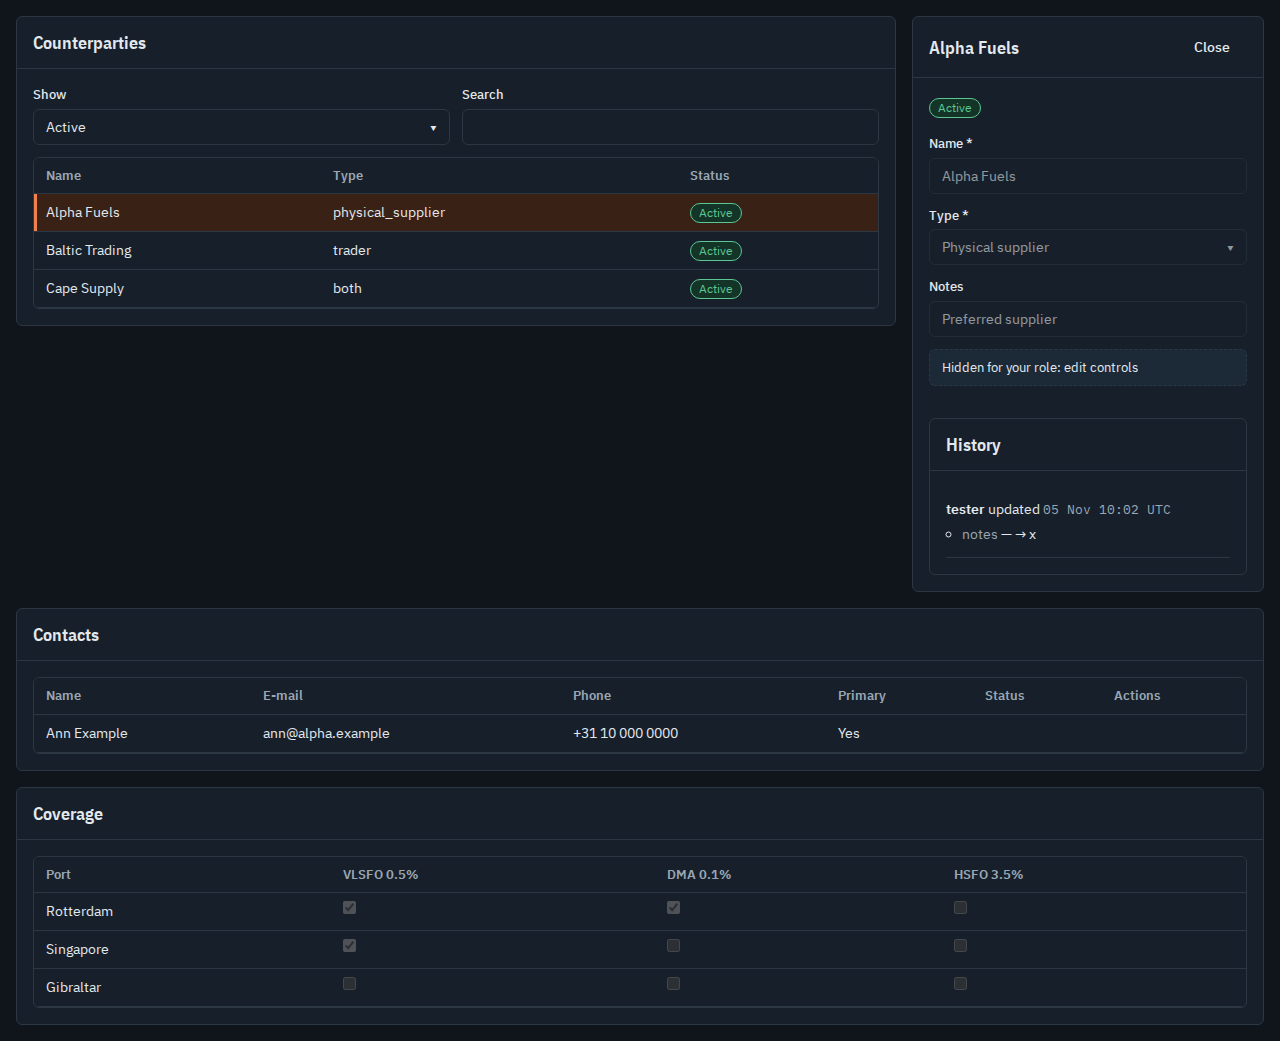 Counterparties
Show
Search
Active
Name Type Status
Alpha Fuels physical_supplier Active
Baltic Trading trader Active
Cape Supply both Active
Alpha Fuels Close
Active
Name *
Alpha Fuels
Type *
Physical supplier
Notes
Preferred supplier
Hidden for your role: edit controls
History
tester updated 05 Nov 10:02 UTC
notes — → x
Contacts
Name E-mail Phone Primary Status Actions
Ann Example ann@alpha.example +31 10 000 0000 Yes
Coverage
Port VLSFO 0.5% DMA 0.1% HSFO 3.5%
Rotterdam
Singapore
Gibraltar